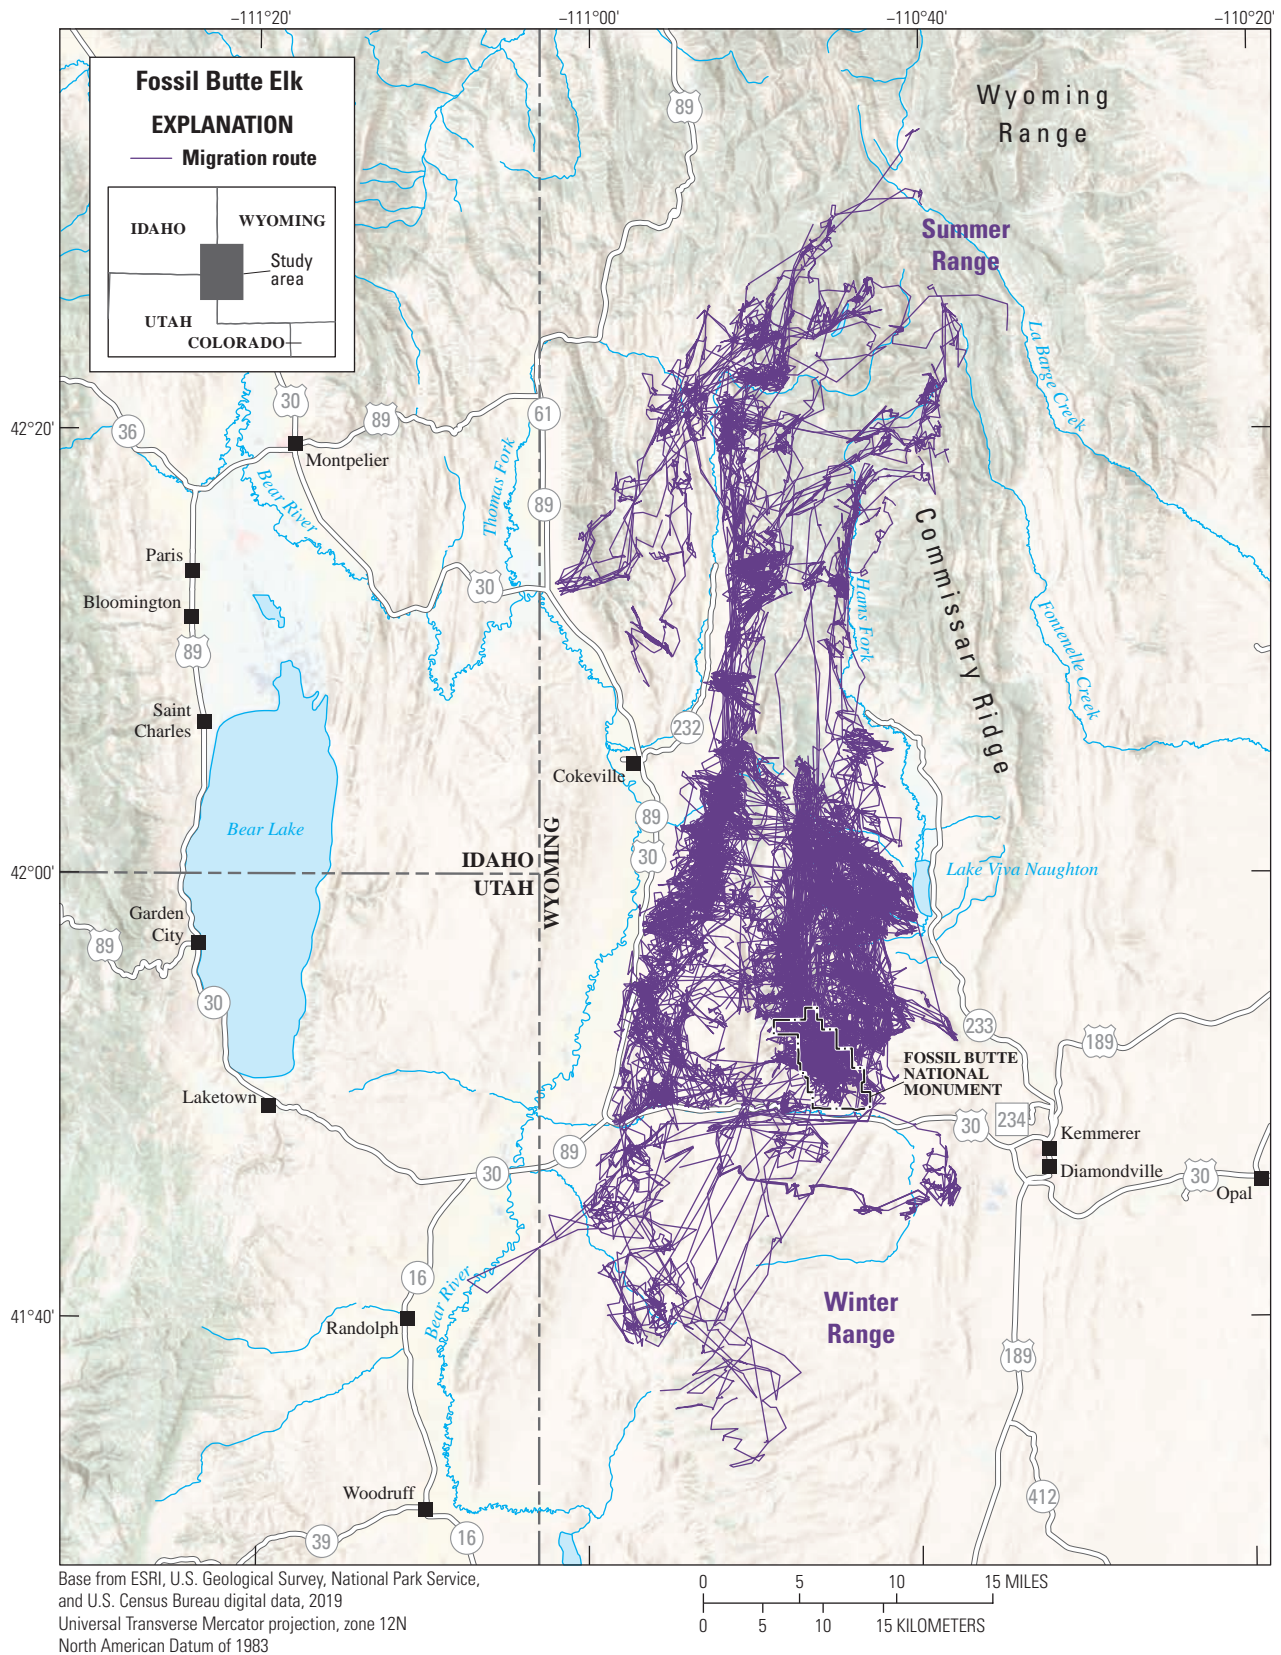 −111°20'
−111°00'
−110°40'
−110°20'
Fossil Butte Elk
EXPLANATION
Migration route
IDAHO
WYOMING
Study
area
UTAH
COLORADO
89
Wyoming
Range
Summer
Range
La Barge Creek
42°20'
36
30
89
61
Montpelier
Bear River
Thomas Fork
89
30
Commissary Ridge
Hams Fork
Fontenelle Creek
Paris
Bloomington
89
Saint
Charles
232
Cokeville
89
30
Bear Lake
IDAHO
UTAH
WYOMING
42°00'
Lake Viva Naughton
Garden
City
89
30
233
189
FOSSIL BUTTE
NATIONAL
MONUMENT
Laketown
30
234
Kemmerer
Diamondville
30
Opal
89
30
16
Bear River
Winter
Range
41°40'
Randolph
189
Woodruff
412
39
16
Base from ESRI, U.S. Geological Survey, National Park Service,
and U.S. Census Bureau digital data, 2019
Universal Transverse Mercator projection, zone 12N
North American Datum of 1983
0 5 10 15 MILES
0 5 10 15 KILOMETERS